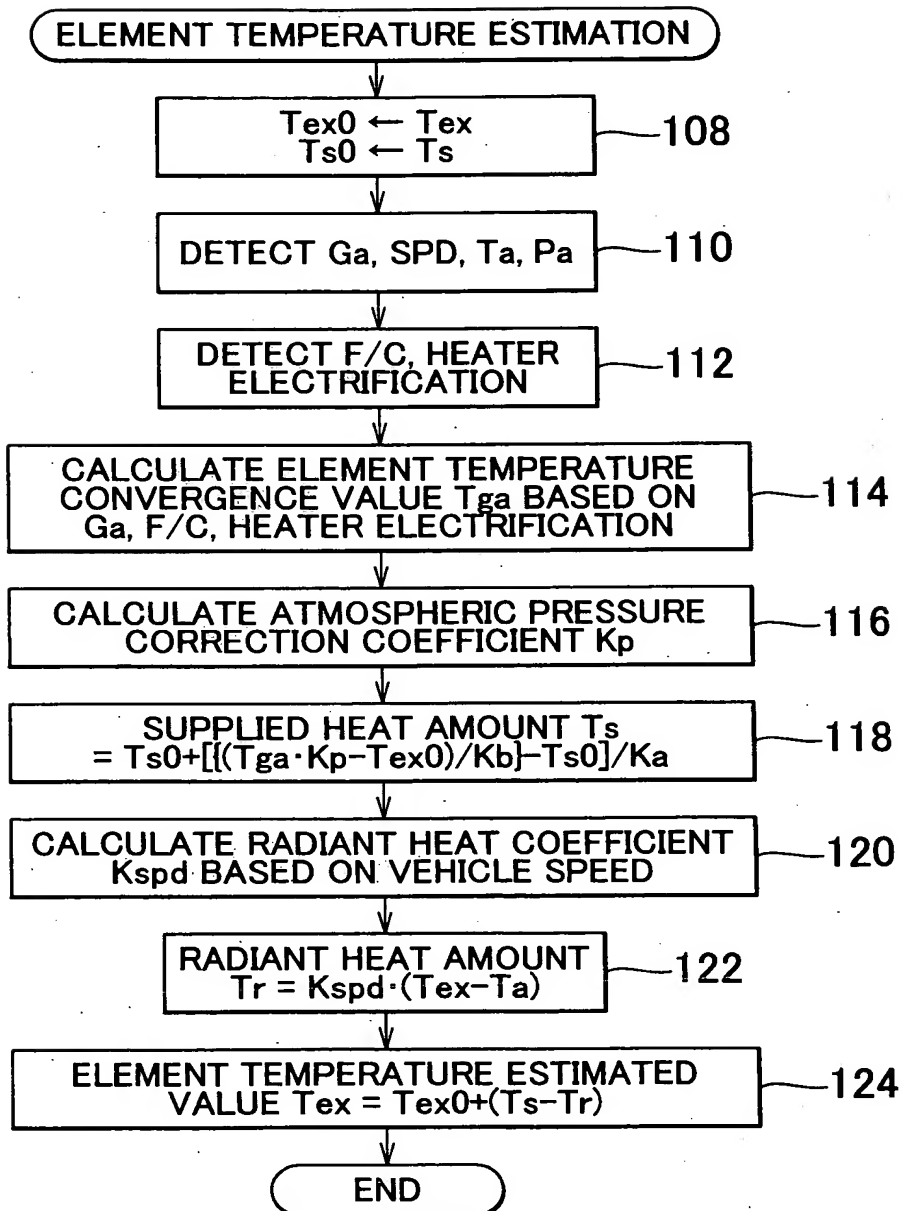 ELEMENT TEMPERATURE ESTIMATION
Tex0 ← Tex
Ts0 ← Ts
108
DETECT Ga, SPD, Ta, Pa
110
DETECT F/C, HEATER
ELECTRIFICATION
112
CALCULATE ELEMENT TEMPERATURE
CONVERGENCE VALUE Tga BASED ON
Ga, F/C, HEATER ELECTRIFICATION
114
CALCULATE ATMOSPHERIC PRESSURE
CORRECTION COEFFICIENT Kp
116
SUPPLIED HEAT AMOUNT Ts
= Ts0+[{(Tga·Kp-Tex0)/Kb}-Ts0]/Ka
118
CALCULATE RADIANT HEAT COEFFICIENT
Kspd BASED ON VEHICLE SPEED
120
RADIANT HEAT AMOUNT
Tr = Kspd·(Tex-Ta)
122
ELEMENT TEMPERATURE ESTIMATED
VALUE Tex = Tex0+(Ts-Tr)
124
END